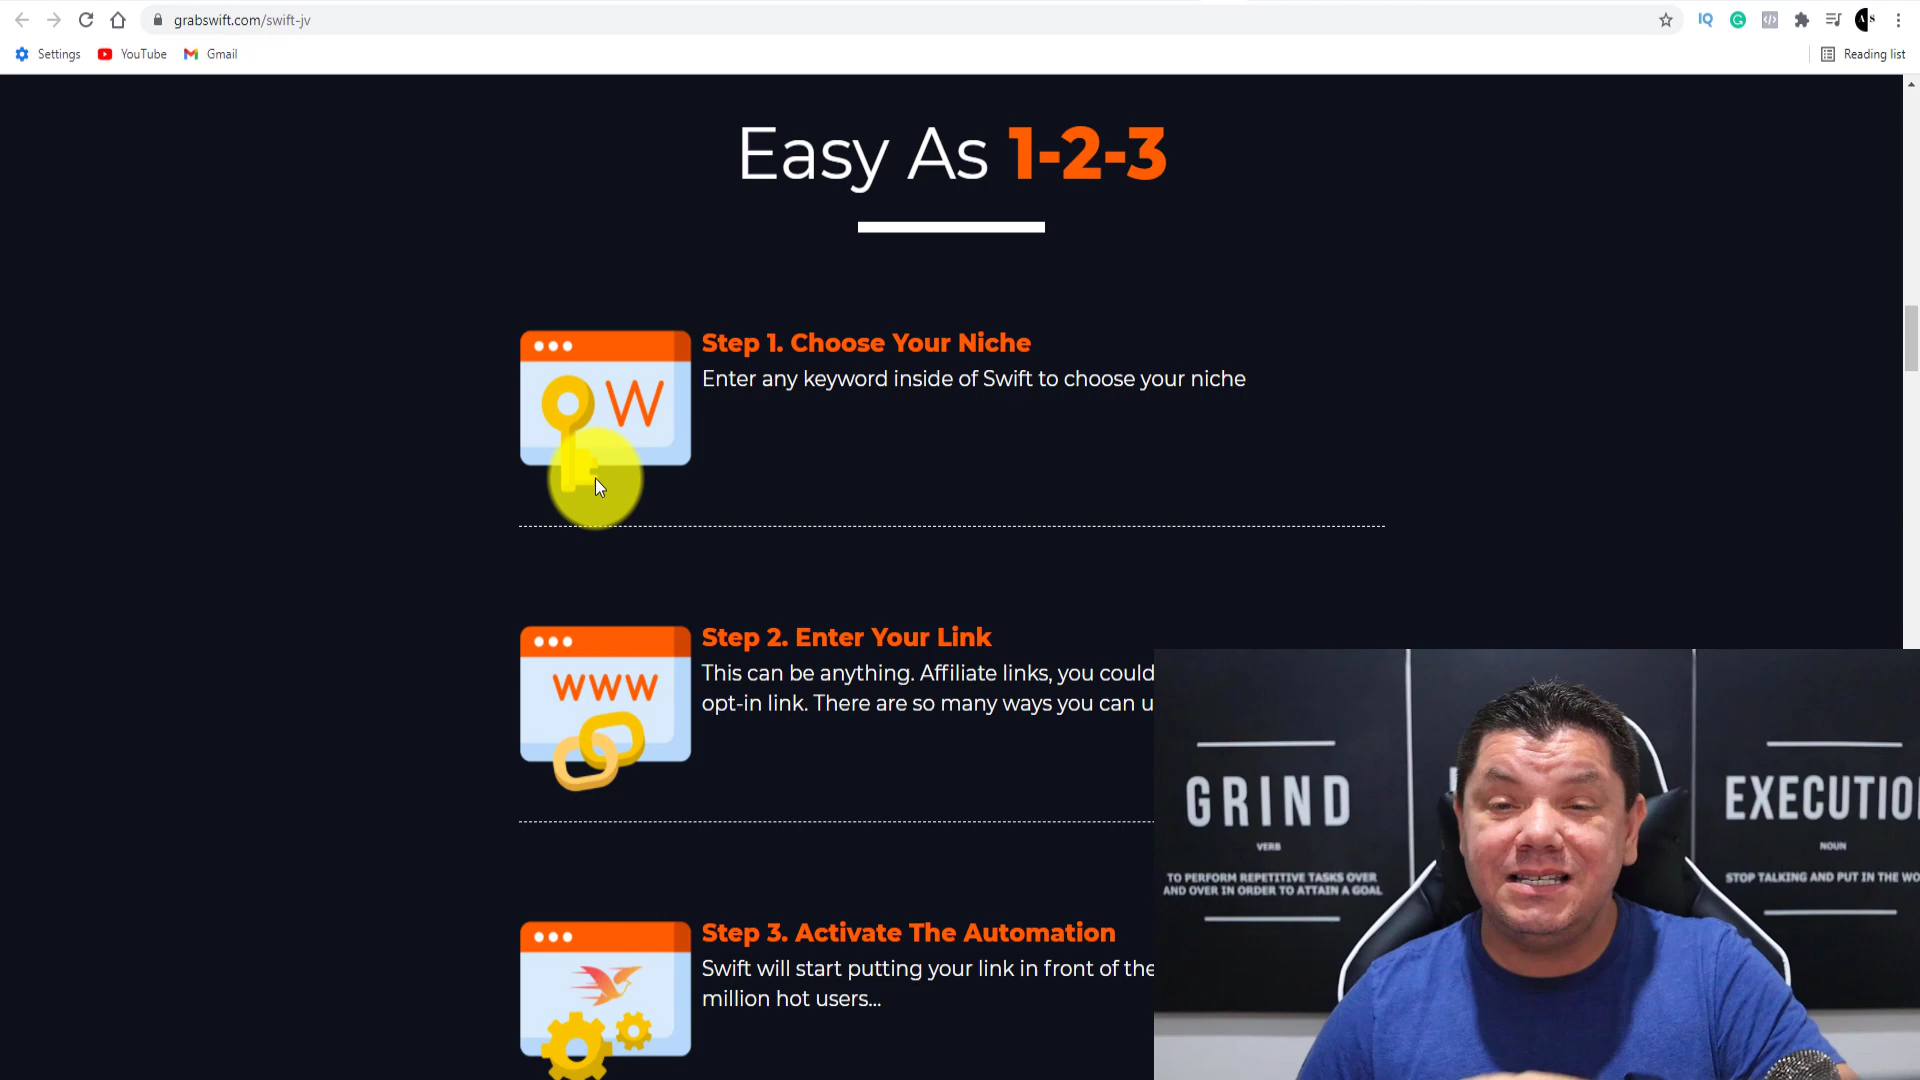 grabswift.com/swift-jv
IQ
A S
Settings YouTube Gmail Reading list
Easy As 1-2-3
Step 1. Choose Your Niche
Enter any keyword inside of Swift to choose your niche
W
Step 2. Enter Your Link
This can be anything. Affiliate links, you could
opt-in link. There are so many ways you can u
WWW
Step 3. Activate The Automation
Swift will start putting your link in front of the
million hot users...
GRIND
VERB
TO PERFORM REPETITIVE TASKS OVER
AND OVER IN ORDER TO ATTAIN A GOAL
EXECUTIO
NOUN
STOP TALKING AND PUT IN THE WO